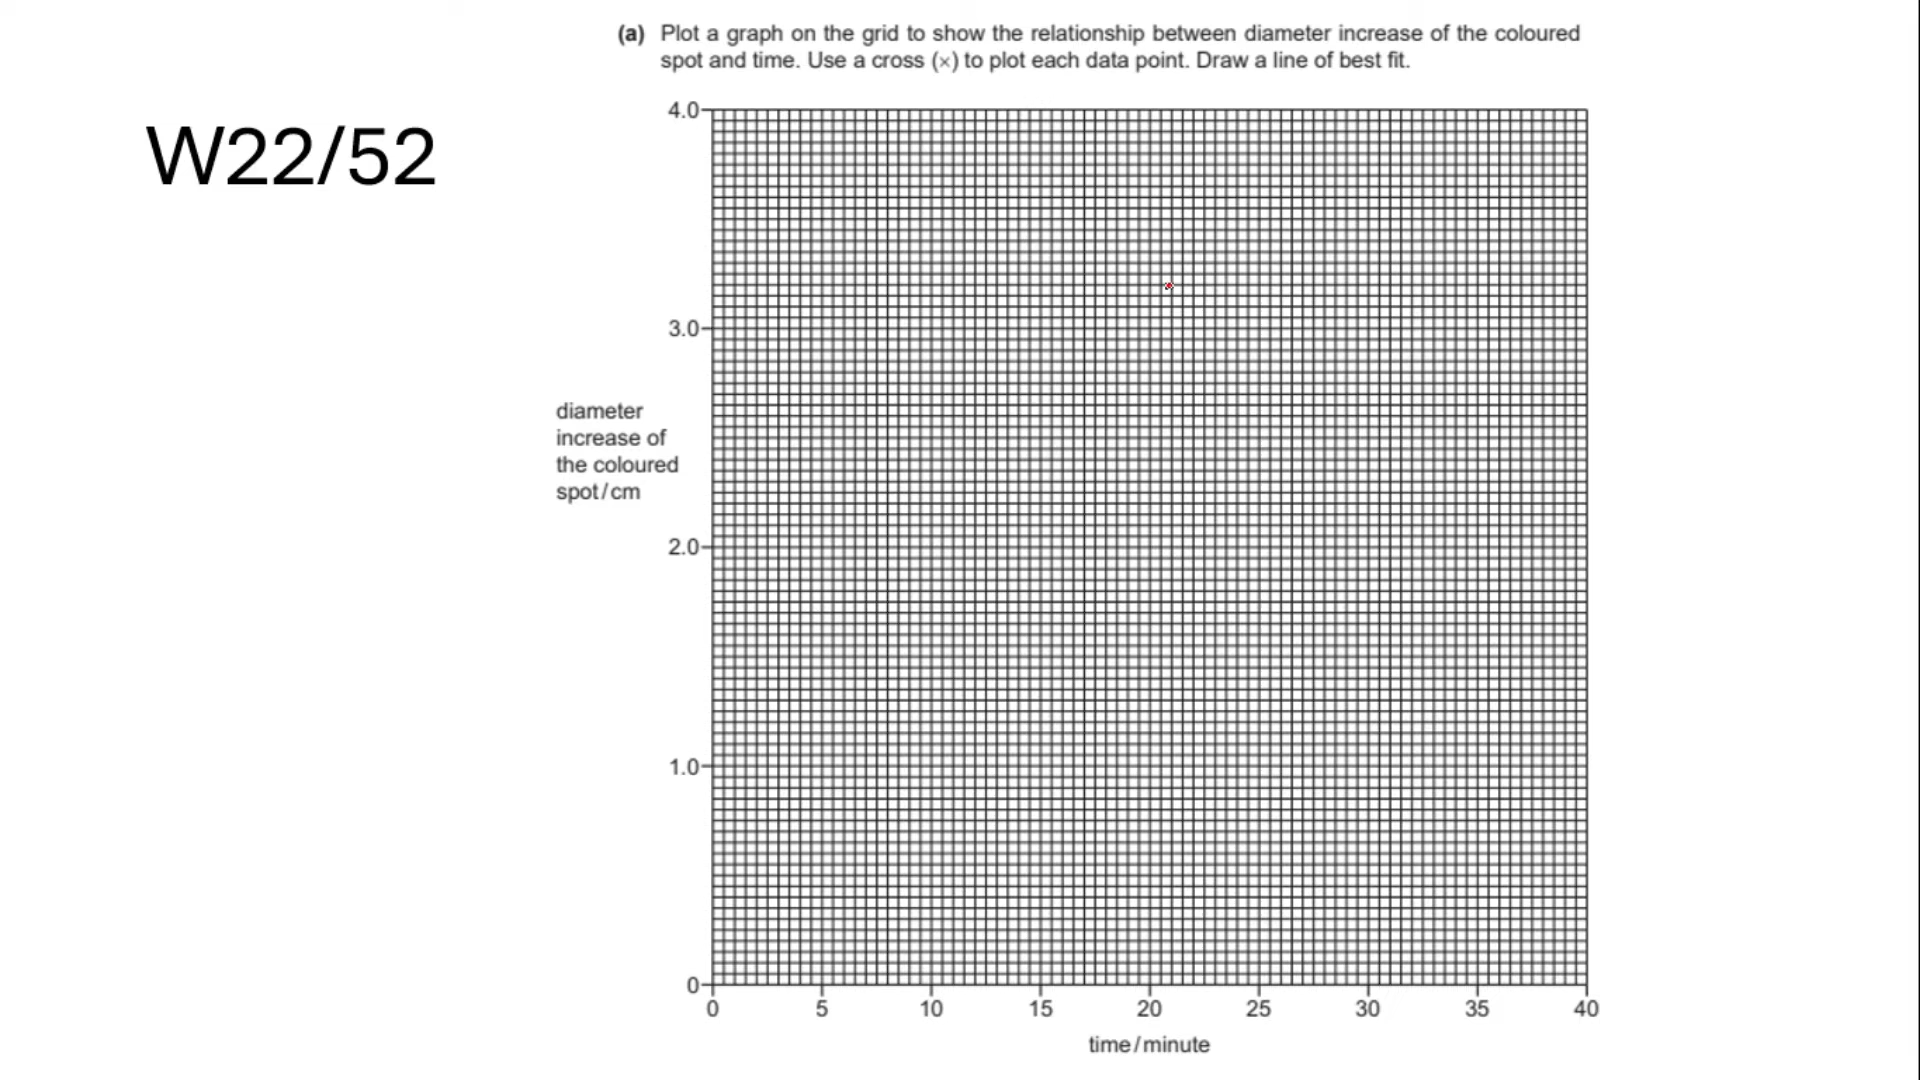 (a) Plot a graph on the grid to show the relationship between diameter increase of the coloured
spot and time. Use a cross (×) to plot each data point. Draw a line of best fit.
W22/52
4.0
3.0
diameter
increase of
the coloured
spot/cm
2.0
1.0
0
0 5 10 15 20 25 30 35 40
time/minute